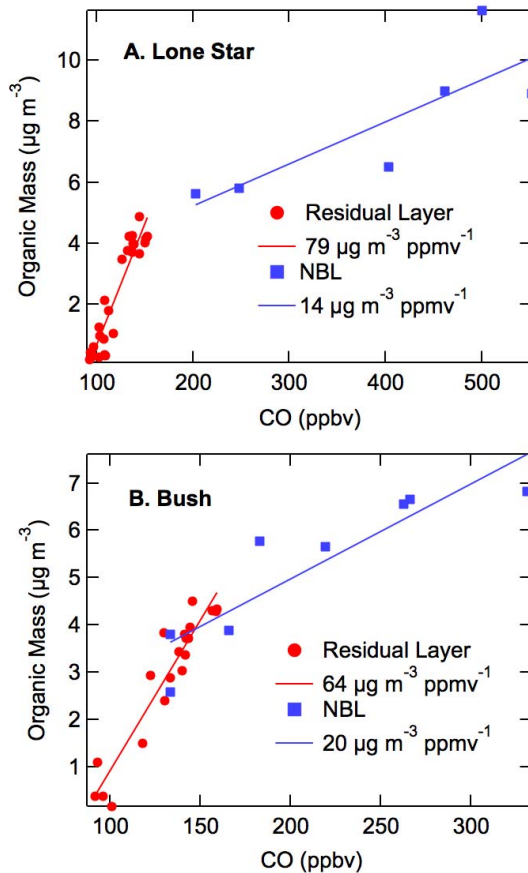 A. Lone Star
10
8
6
4
2
Organic Mass (µg m⁻³)
Residual Layer
79 µg m⁻³ ppmv⁻¹
NBL
14 µg m⁻³ ppmv⁻¹
100 200 300 400 500
CO (ppbv)
B. Bush
7
6
5
4
3
2
1
Organic Mass (µg m⁻³)
Residual Layer
64 µg m⁻³ ppmv⁻¹
NBL
20 µg m⁻³ ppmv⁻¹
100 150 200 250 300
CO (ppbv)